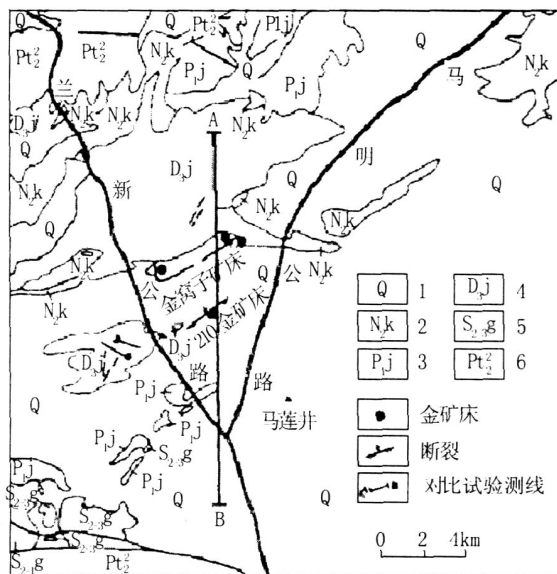 Q Pt₂² Pt₂² P₁j Q
Pt₂² N₂k Q
P₁j Q P₁j
兰 N₂k N₂k 马 N₂k
D₃j A N₂k
Q D₃j 明
N₂k 新 Q
Q N₂k N₂k
N₂k 公 Q 公 N₂k
金窝子矿床
N₂k 210金矿床
D₃j D₃j
P₁j 路 路
Q 马莲井
P₁j P₁j
S₂₋₃g
P₁j P₁j
S₂₋₃g Q Q
S₂₋₃g B
S₂₋₃g
S₂₋₃g Pt₂²
Q 1 D₃j 4
N₂k 2 S₂₋₃g 5
P₁j 3 Pt₂² 6
金矿床
断裂
对比试验测线
0 2 4km